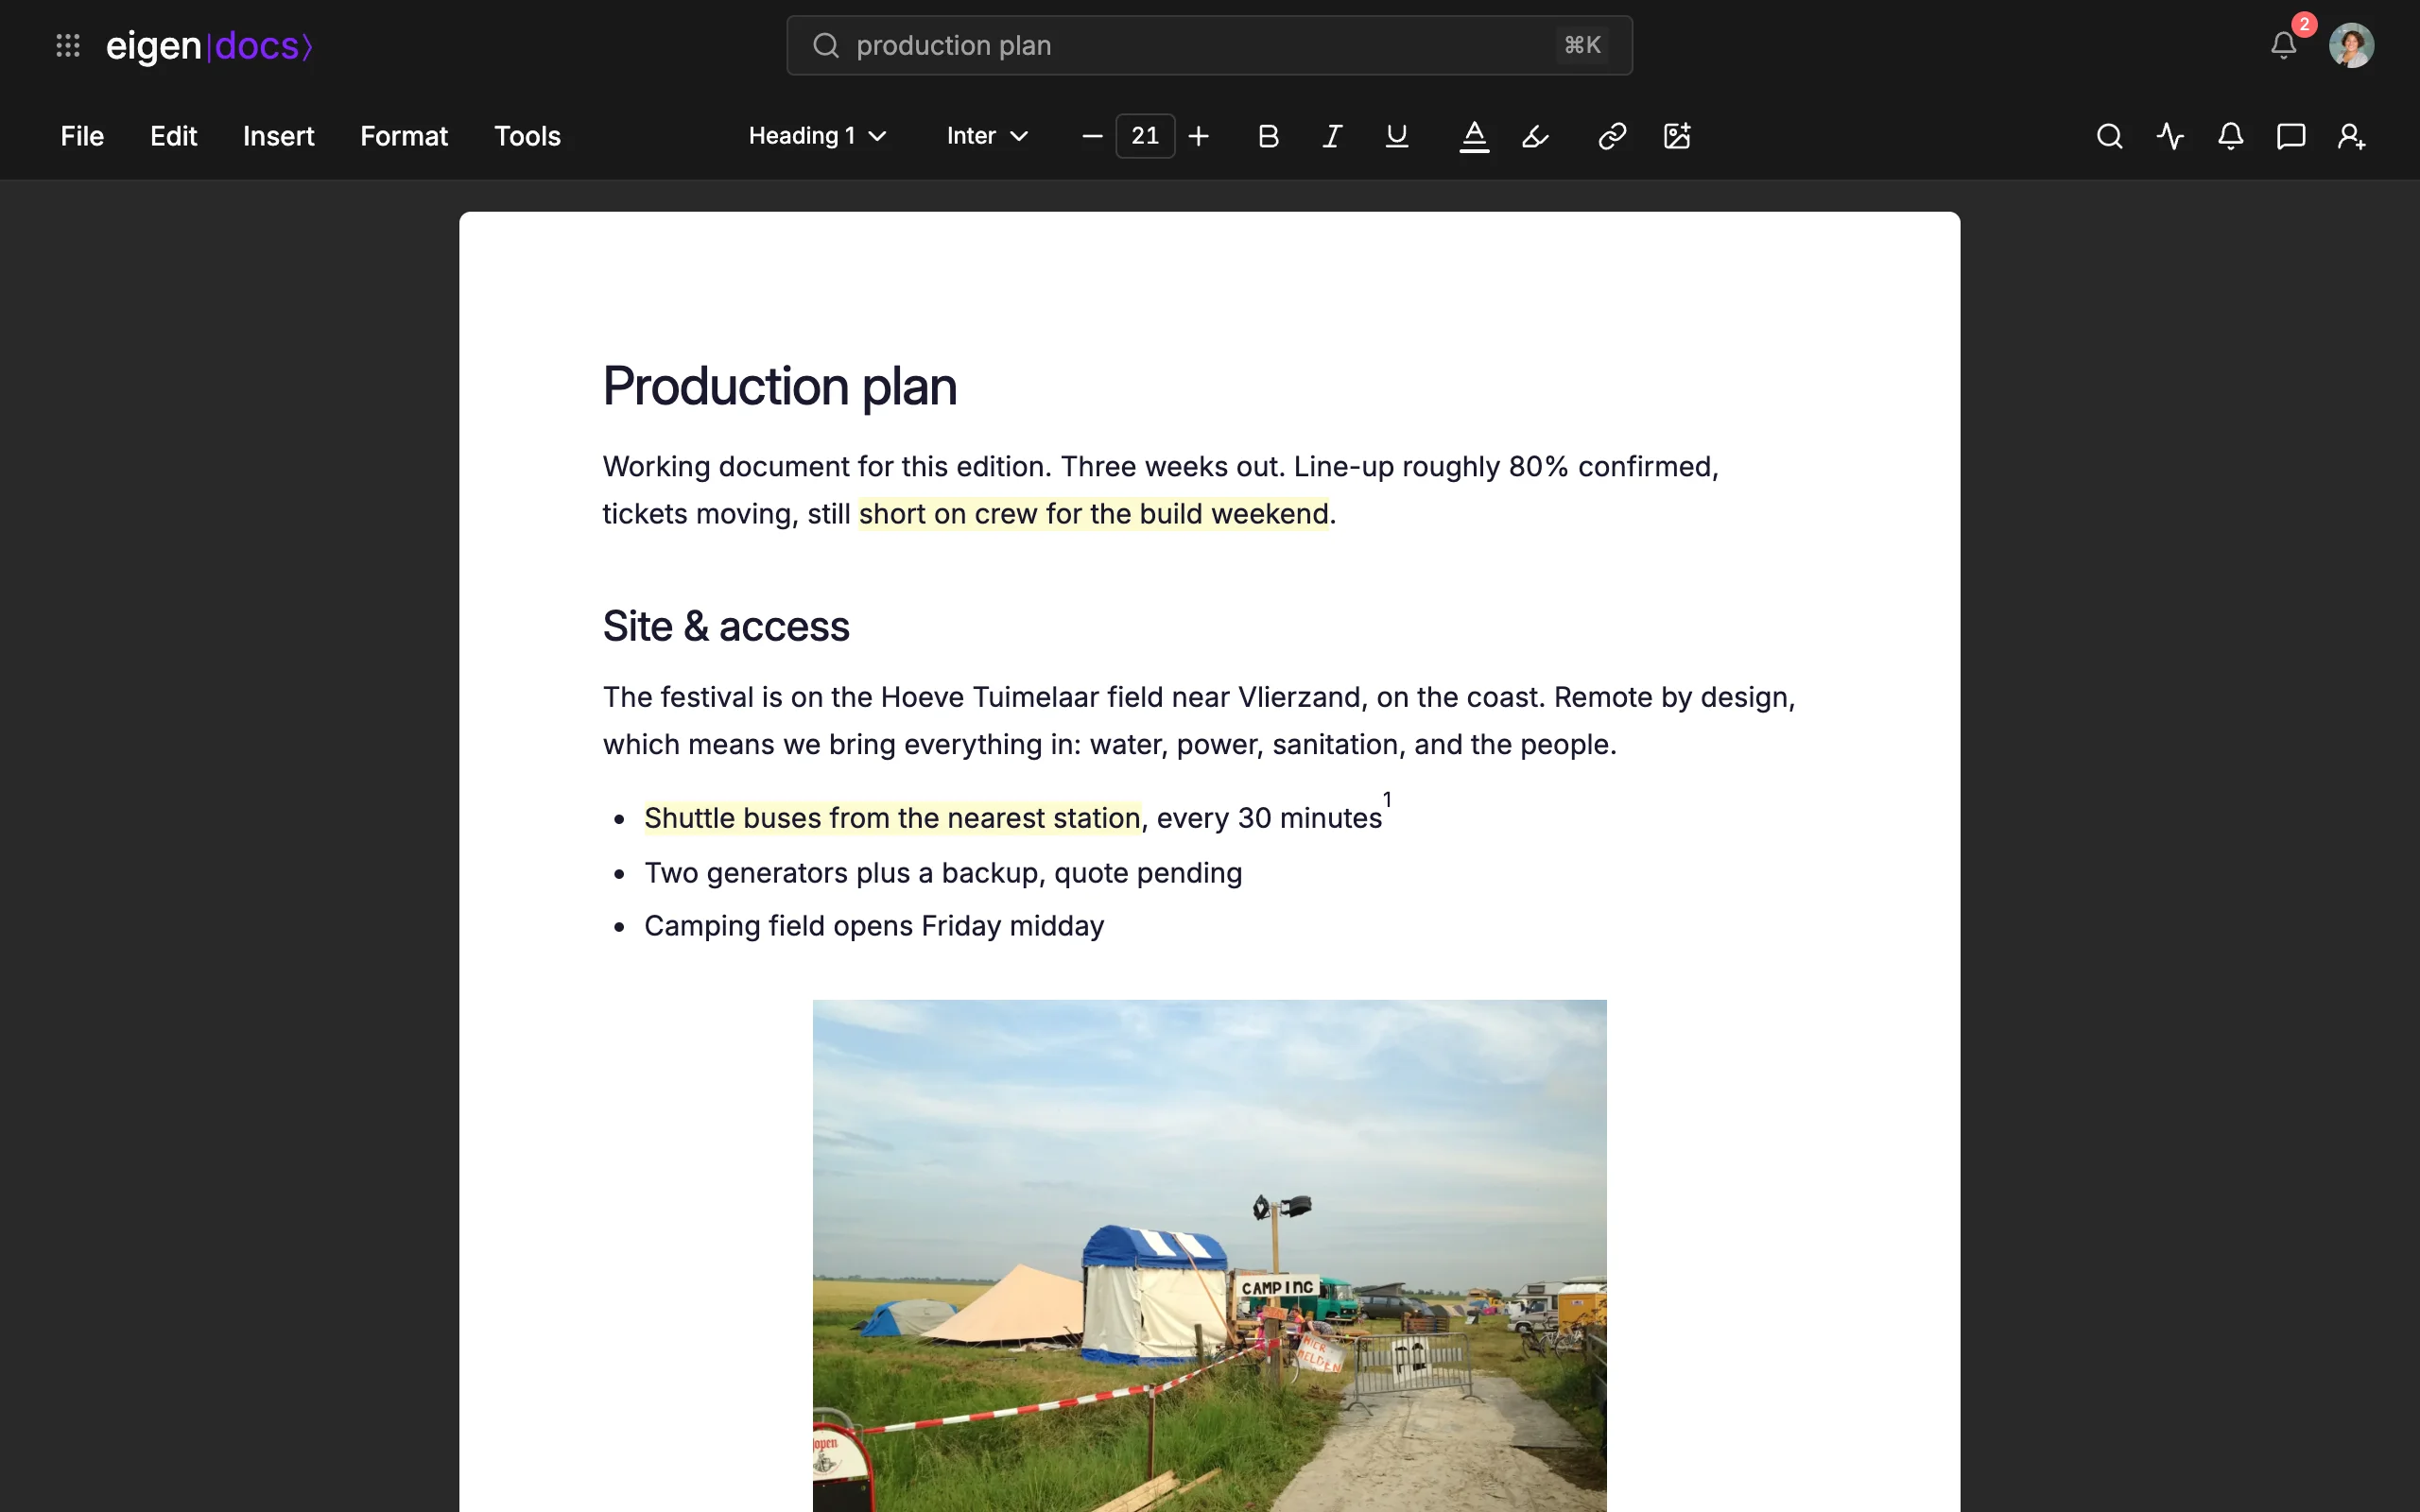 eigen|docs⟩
production plan
⌘K
2
File Edit Insert Format Tools
Heading 1
Inter
21
B I U A
Production plan
Working document for this edition. Three weeks out. Line-up roughly 80% confirmed,
tickets moving, still short on crew for the build weekend.
Site & access
The festival is on the Hoeve Tuimelaar field near Vlierzand, on the coast. Remote by design,
which means we bring everything in: water, power, sanitation, and the people.
• Shuttle buses from the nearest station, every 30 minutes1
• Two generators plus a backup, quote pending
• Camping field opens Friday midday
CAMPING
HIER
MELDEN
open